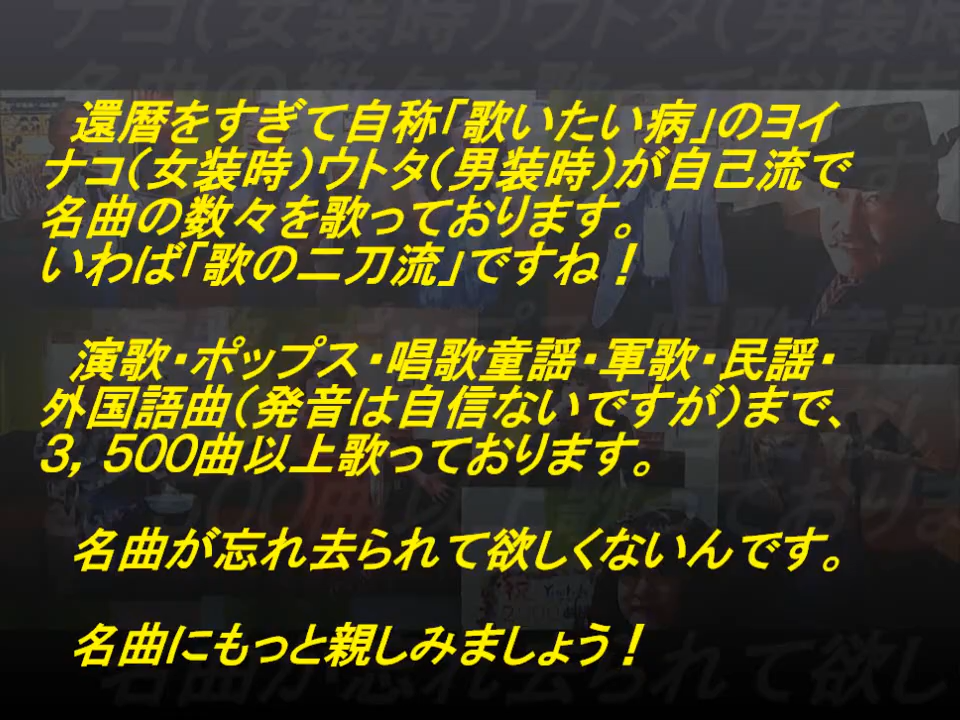 還暦をすぎて自称「歌いたい病」のヨイ
ナコ（女装時）ウトタ（男装時）が自己流で
名曲の数々を歌っております。
いわば「歌の二刀流」ですね！
演歌・ポップス・唱歌童謡・軍歌・民謡・
外国語曲（発音は自信ないですが）まで、
３，５００曲以上歌っております。
名曲が忘れ去られて欲しくないんです。
名曲にもっと親しみましょう！